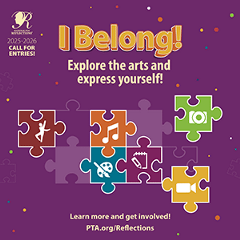 REFLECTIONS
2025-2026
CALL FOR
ENTRIES!
I Belong!
Explore the arts and
express yourself!
Learn more and get involved!
PTA.org/Reflections